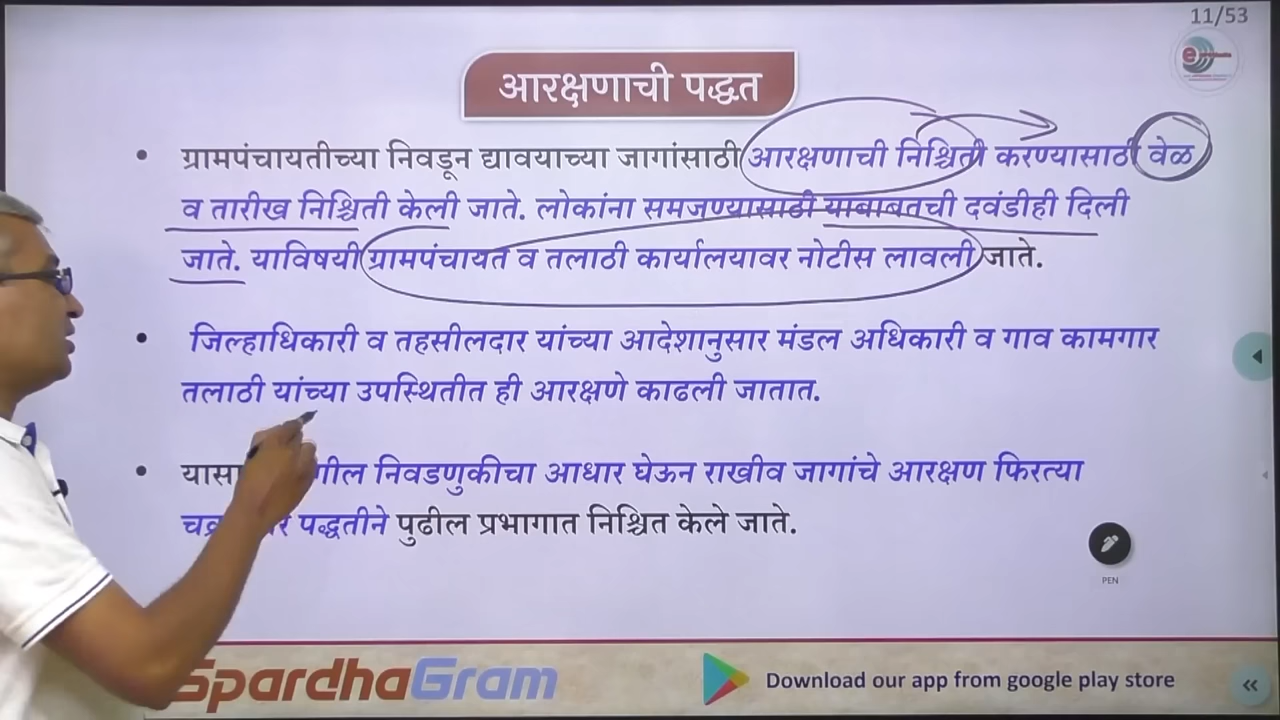 11/53
आरक्षणाची पद्धत
• ग्रामपंचायतीच्या निवडून द्यावयाच्या जागांसाठी आरक्षणाची निश्चिती करण्यासाठी वेळ
व तारीख निश्चिती केली जाते. लोकांना समजण्यासाठी याबाबतची दवंडीही दिली
जाते. याविषयी ग्रामपंचायत व तलाठी कार्यालयावर नोटीस लावली जाते.
• जिल्हाधिकारी व तहसीलदार यांच्या आदेशानुसार मंडल अधिकारी व गाव कामगार
तलाठी यांच्या उपस्थितीत ही आरक्षणे काढली जातात.
• निवडणुकीचा आधार घेऊन राखीव जागांचे आरक्षण फिरत्या
पद्धतीने पुढील प्रभागात निश्चित केले जाते.
PEN
SpardhaGram
Download our app from google play store